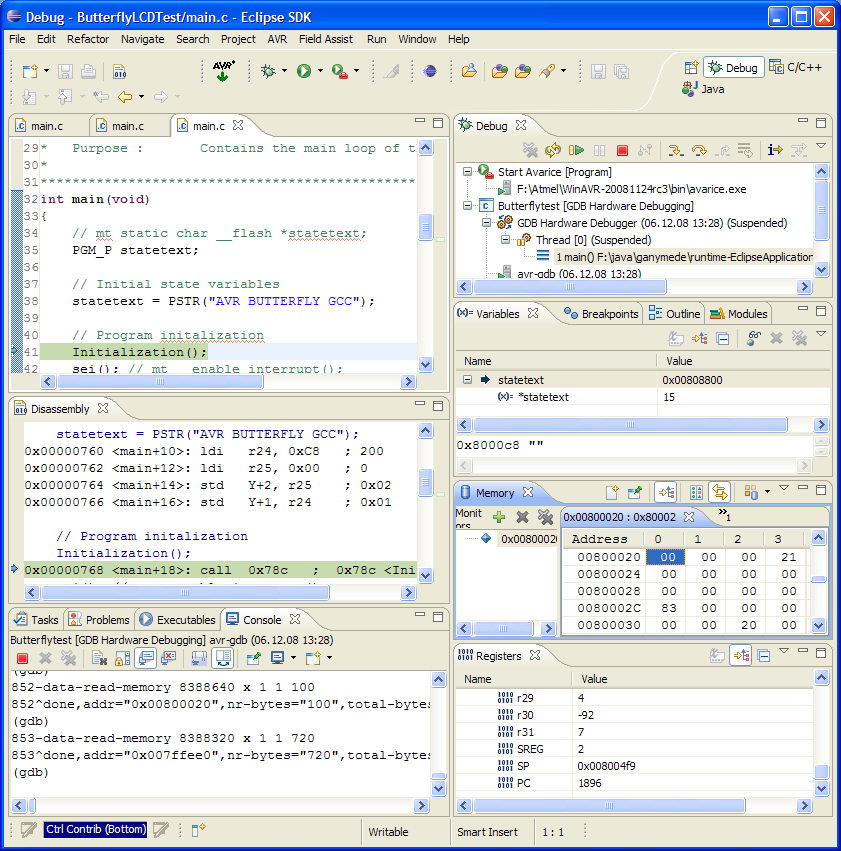 Debug - ButterflyLCDTest/main.c - Eclipse SDK
File Edit Refactor Navigate Search Project AVR Field Assist Run Window Help
AVR
Debug C/C++
Java
main.c main.c main.c
29* Purpose : Contains the main loop of t
30*
31*******************************************
32int main(void)
33{
34 // mt static char __flash *statetext;
35 PGM_P statetext;
36
37 // Initial state variables
38 statetext = PSTR("AVR BUTTERFLY GCC");
39
40 // Program initalization
41 Initialization();
42 sei(); // mt __enable_interrupt();
Disassembly
statetext = PSTR("AVR BUTTERFLY GCC");
0x00000760 <main+10>: ldi r24, 0xC8 ; 200
0x00000762 <main+12>: ldi r25, 0x00 ; 0
0x00000764 <main+14>: std Y+2, r25 ; 0x02
0x00000766 <main+16>: std Y+1, r24 ; 0x01
// Program initalization
Initialization();
0x00000768 <main+18>: call 0x78c ; 0x78c <Ini
Tasks Problems Executables Console
Butterflytest [GDB Hardware Debugging] avr-gdb (06.12.08 13:28)
(gdb)
852-data-read-memory 8388640 x 1 1 100
852^done,addr="0x00800020",nr-bytes="100",total-bytes
(gdb)
853-data-read-memory 8388320 x 1 1 720
853^done,addr="0x007ffee0",nr-bytes="720",total-bytes
(gdb)
Debug
Start Avarice [Program]
F:\Atmel\WinAVR-20081124rc3\bin\avarice.exe
Butterflytest [GDB Hardware Debugging]
GDB Hardware Debugger (06.12.08 13:28) (Suspended)
Thread [0] (Suspended)
1 main() F:\java\ganymede\runtime-EclipseApplication
avr-gdb (06.12.08 13:28)
Variables Breakpoints Outline Modules
Name Value
statetext 0x00808800
*statetext 15
0x8000c8 ""
Memory
Monit
ors
0x0080002
0x00800020 : 0x80002 1
Address 0 1 2 3
00800020 00 00 00 21
00800024 00 00 00 00
00800028 00 00 00 00
0080002C 83 00 00 00
00800030 00 00 20 00
Registers
Name Value
r29 4
r30 -92
r31 7
SREG 2
SP 0x008004f9
PC 1896
Ctrl Contrib (Bottom) Writable Smart Insert 1 : 1